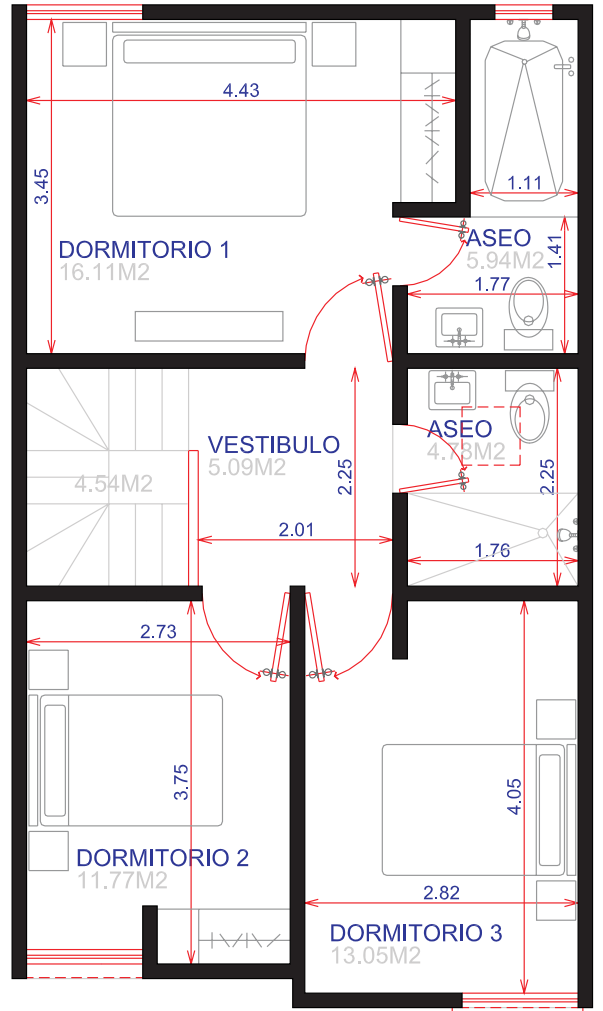 4.43
3.45
1.11
DORMITORIO 1
16.11M2
ASEO
5.94M2
1.41
1.77
VESTIBULO
5.09M2
4.54M2
2.25
ASEO
4.78M2
2.25
2.01
1.76
2.73
3.75
4.05
DORMITORIO 2
11.77M2
2.82
DORMITORIO 3
13.05M2